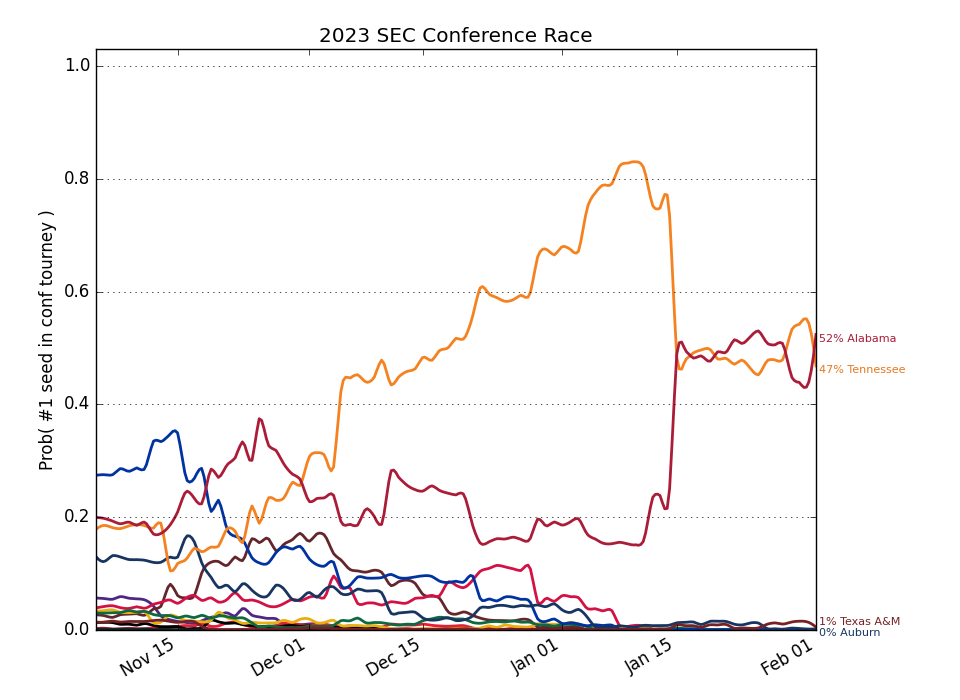 2023 SEC Conference Race
Prob( #1 seed in conf tourney )
1.0
0.8
0.6
0.4
0.2
0.0
52% Alabama
47% Tennessee
1% Texas A&M
0% Auburn
Nov 15
Dec 01
Dec 15
Jan 01
Jan 15
Feb 01